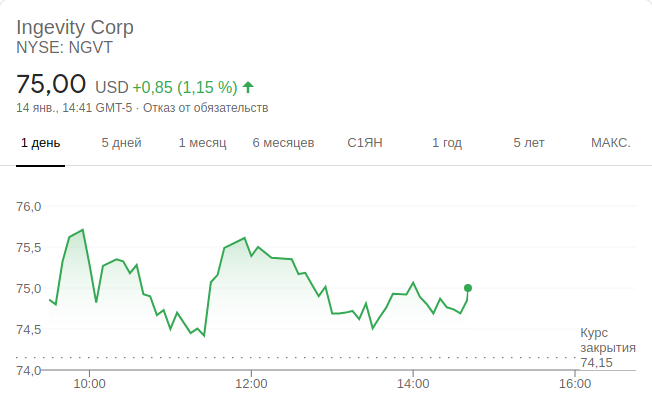 Ingevity Corp
NYSE: NGVT
75,00 USD +0,85 (1,15 %)
14 янв., 14:41 GMT-5 · Отказ от обязательств
1 день 5 дней 1 месяц 6 месяцев С1ЯН 1 год 5 лет МАКС.
76,0
75,5
75,0
74,5
74,0
Курс
закрытия
74,15
10:00 12:00 14:00 16:00